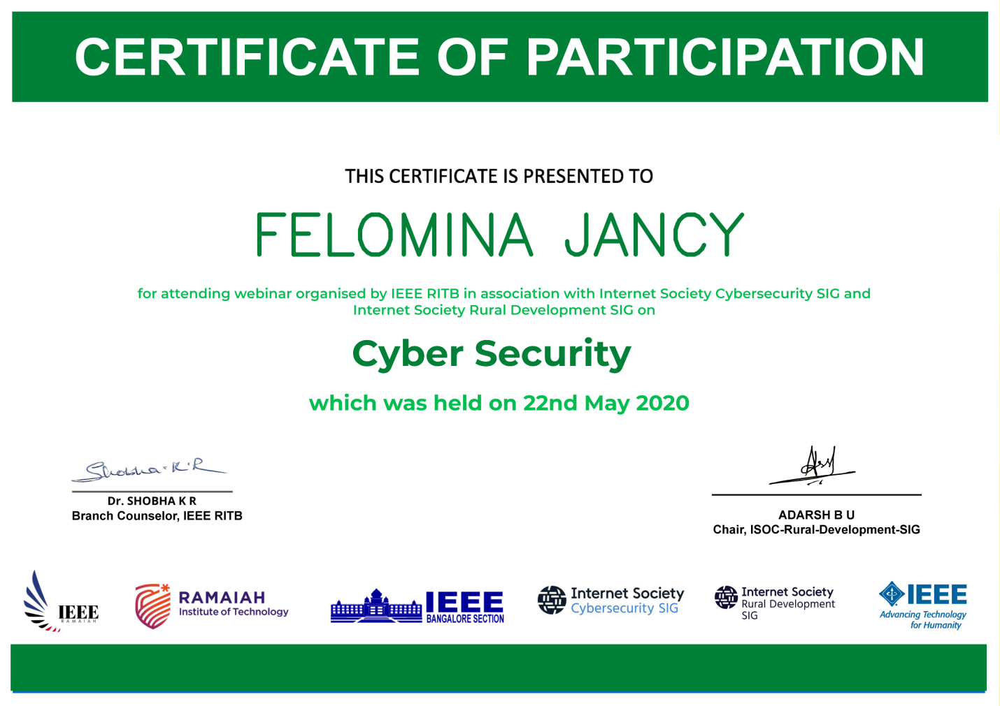 CERTIFICATE OF PARTICIPATION
THIS CERTIFICATE IS PRESENTED TO
FELOMINA JANCY
for attending webinar organised by IEEE RITB in association with Internet Society Cybersecurity SIG and
Internet Society Rural Development SIG on
Cyber Security
which was held on 22nd May 2020
Shobha.K.R
Dr. SHOBHA K R
Branch Counselor, IEEE RITB
ADARSH B U
Chair, ISOC-Rural-Development-SIG
IEEE
RAMAIAH
RAMAIAH
Institute of Technology
IEEE
BANGALORE SECTION
Internet Society
Cybersecurity SIG
Internet Society
Rural Development
SIG
IEEE
Advancing Technology
for Humanity